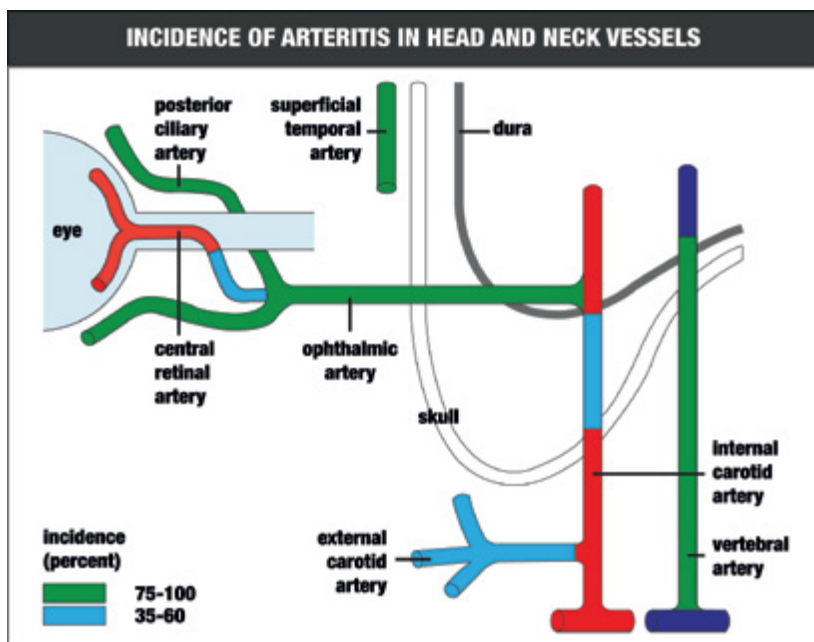 INCIDENCE OF ARTERITIS IN HEAD AND NECK VESSELS
posterior
ciliary
artery
superficial
temporal
artery
dura
eye
central
retinal
artery
ophthalmic
artery
skull
internal
carotid
artery
external
carotid
artery
vertebral
artery
incidence
(percent)
75-100
35-60